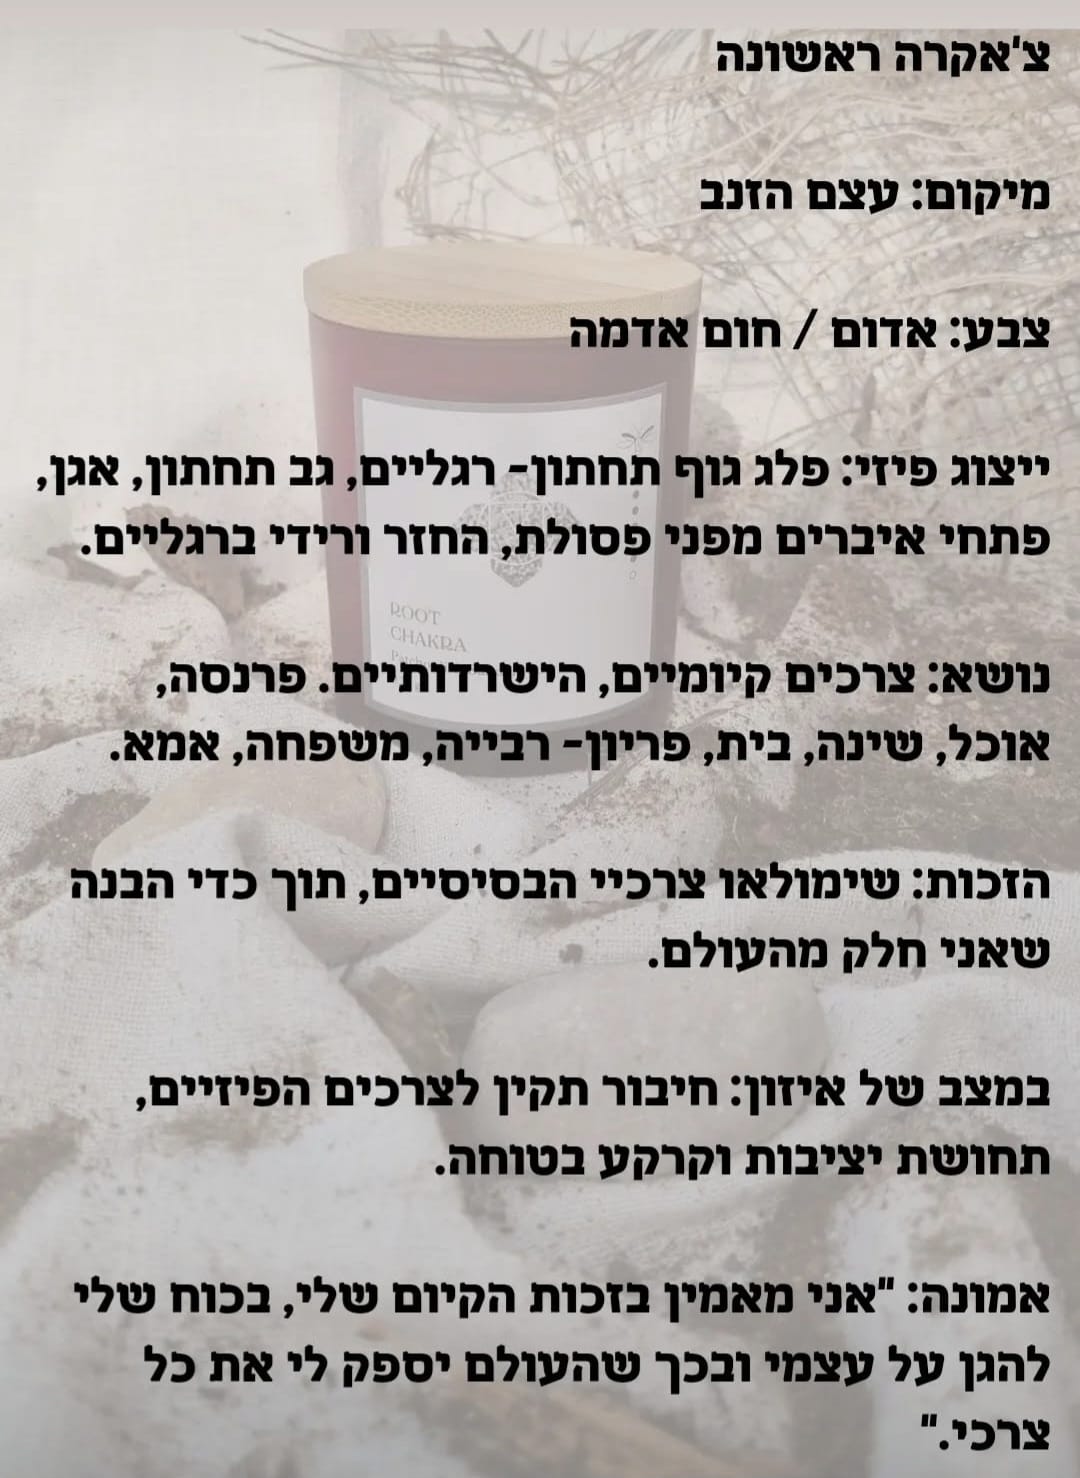 צ'אקרה ראשונה
מיקום: עצם הזנב
צבע: אדום / חום אדמה
ייצוג פיזי: פלג גוף תחתון- רגליים, גב תחתון, אגן,
פתחי איברים מפני פסולת, החזר ורידי ברגליים.
ROOT
CHAKRA
נושא: צרכים קיומיים, הישרדותיים. פרנסה,
אוכל, שינה, בית, פריון- רבייה, משפחה, אמא.
הזכות: שימולאו צרכיי הבסיסיים, תוך כדי הבנה
שאני חלק מהעולם.
במצב של איזון: חיבור תקין לצרכים הפיזיים,
תחושת יציבות וקרקע בטוחה.
אמונה: "אני מאמין בזכות הקיום שלי, בכוח שלי
להגן על עצמי ובכך שהעולם יספק לי את כל
צרכי."